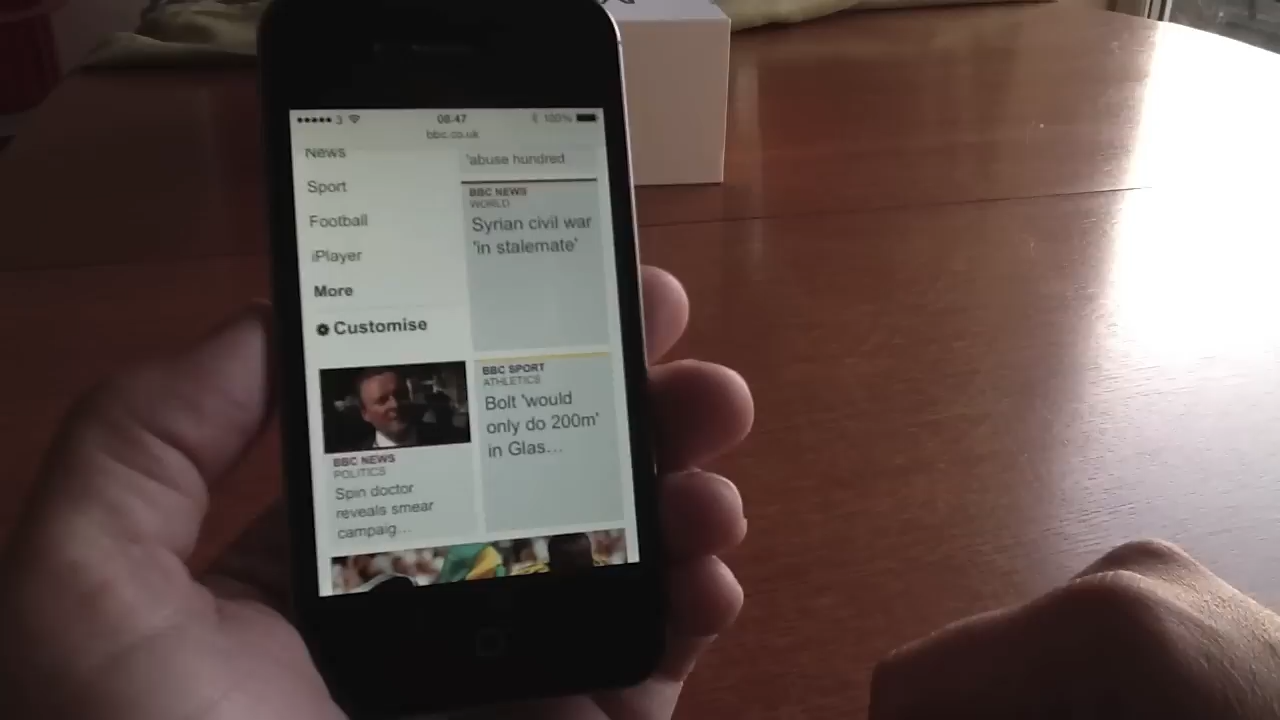 3 08:47 100%
bbc.co.uk
News
Sport
Football
iPlayer
More
Customise
'abuse hundred
BBC NEWS
WORLD
Syrian civil war
'in stalemate'
BBC NEWS
POLITICS
Spin doctor
reveals smear
campaig...
BBC SPORT
ATHLETICS
Bolt 'would
only do 200m'
in Glas...